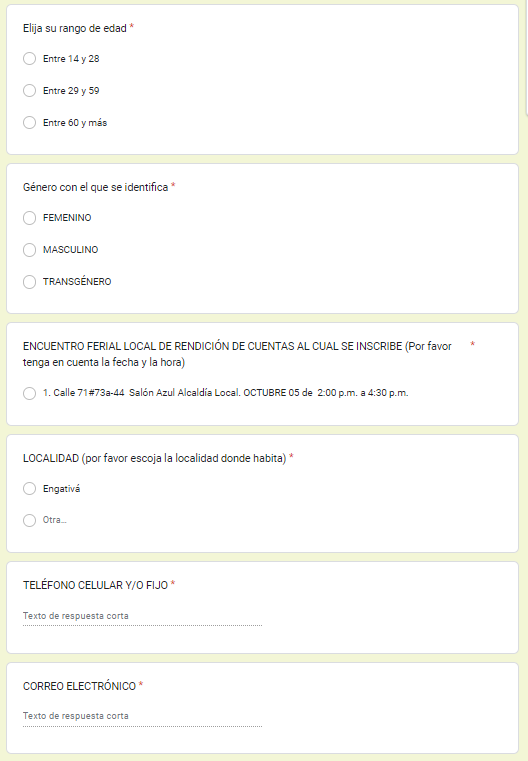 Elija su rango de edad *
Entre 14 y 28
Entre 29 y 59
Entre 60 y más
Género con el que se identifica *
FEMENINO
MASCULINO
TRANSGÉNERO
ENCUENTRO FERIAL LOCAL DE RENDICIÓN DE CUENTAS AL CUAL SE INSCRIBE (Por favor *
tenga en cuenta la fecha y la hora)
1. Calle 71#73a-44 Salón Azul Alcaldía Local. OCTUBRE 05 de 2:00 p.m. a 4:30 p.m.
LOCALIDAD (por favor escoja la localidad donde habita) *
Engativá
Otra...
TELÉFONO CELULAR Y/O FIJO *
Texto de respuesta corta
CORREO ELECTRÓNICO *
Texto de respuesta corta